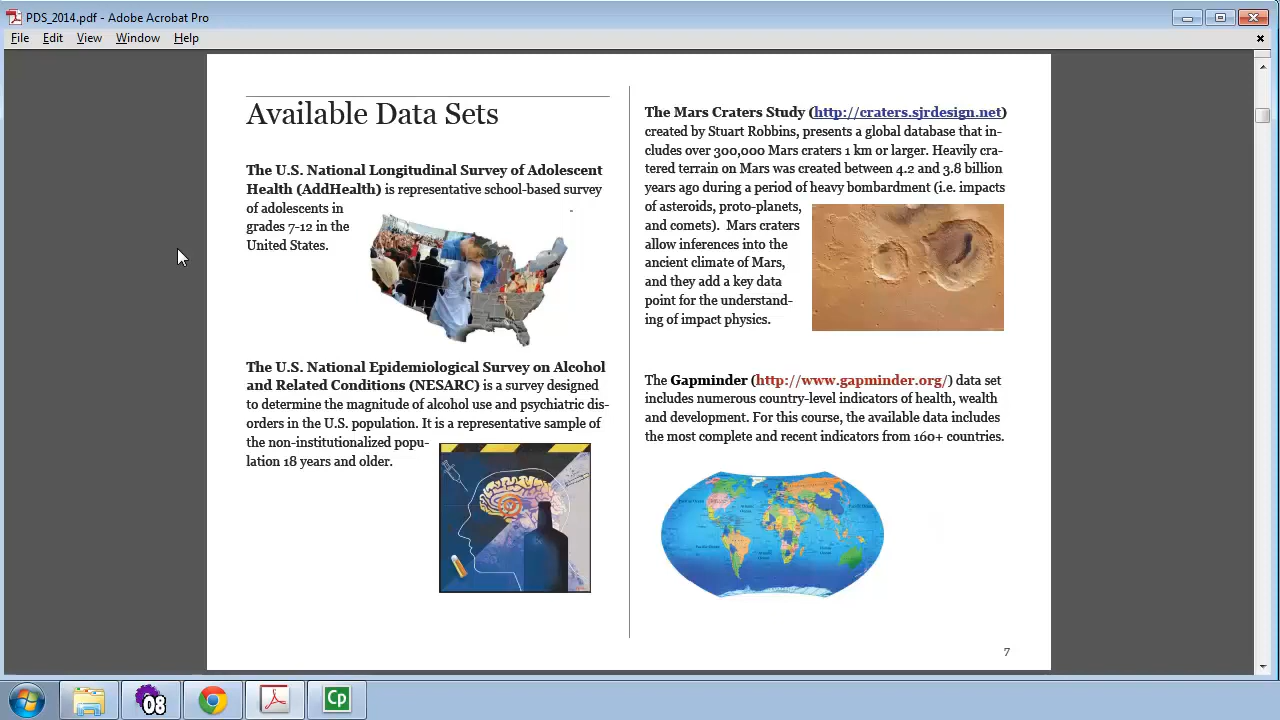 PDS_2014.pdf - Adobe Acrobat Pro
File Edit View Window Help
Available Data Sets
The U.S. National Longitudinal Survey of Adolescent
Health (AddHealth) is representative school-based survey
of adolescents in
grades 7-12 in the
United States.
The U.S. National Epidemiological Survey on Alcohol
and Related Conditions (NESARC) is a survey designed
to determine the magnitude of alcohol use and psychiatric dis-
orders in the U.S. population. It is a representative sample of
the non-institutionalized popu-
lation 18 years and older.
The Mars Craters Study (http://craters.sjrdesign.net)
created by Stuart Robbins, presents a global database that in-
cludes over 300,000 Mars craters 1 km or larger. Heavily cra-
tered terrain on Mars was created between 4.2 and 3.8 billion
years ago during a period of heavy bombardment (i.e. impacts
of asteroids, proto-planets,
and comets). Mars craters
allow inferences into the
ancient climate of Mars,
and they add a key data
point for the understand-
ing of impact physics.
The Gapminder (http://www.gapminder.org/) data set
includes numerous country-level indicators of health, wealth
and development. For this course, the available data includes
the most complete and recent indicators from 160+ countries.
7
08
Cp